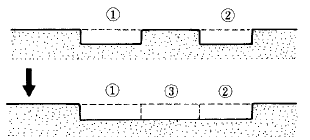 ① ②
① ③ ②